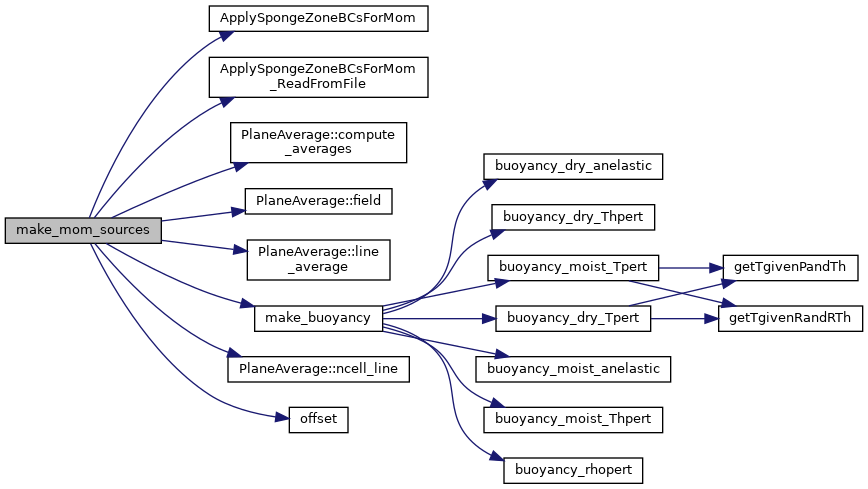 make_mom_sources
ApplySpongeZoneBCsForMom
ApplySpongeZoneBCsForMom
_ReadFromFile
PlaneAverage::compute
_averages
PlaneAverage::field
PlaneAverage::line
_average
make_buoyancy
PlaneAverage::ncell_line
offset
buoyancy_dry_anelastic
buoyancy_dry_Thpert
buoyancy_moist_Tpert
buoyancy_dry_Tpert
buoyancy_moist_anelastic
buoyancy_moist_Thpert
buoyancy_rhopert
getTgivenPandTh
getTgivenRandRTh